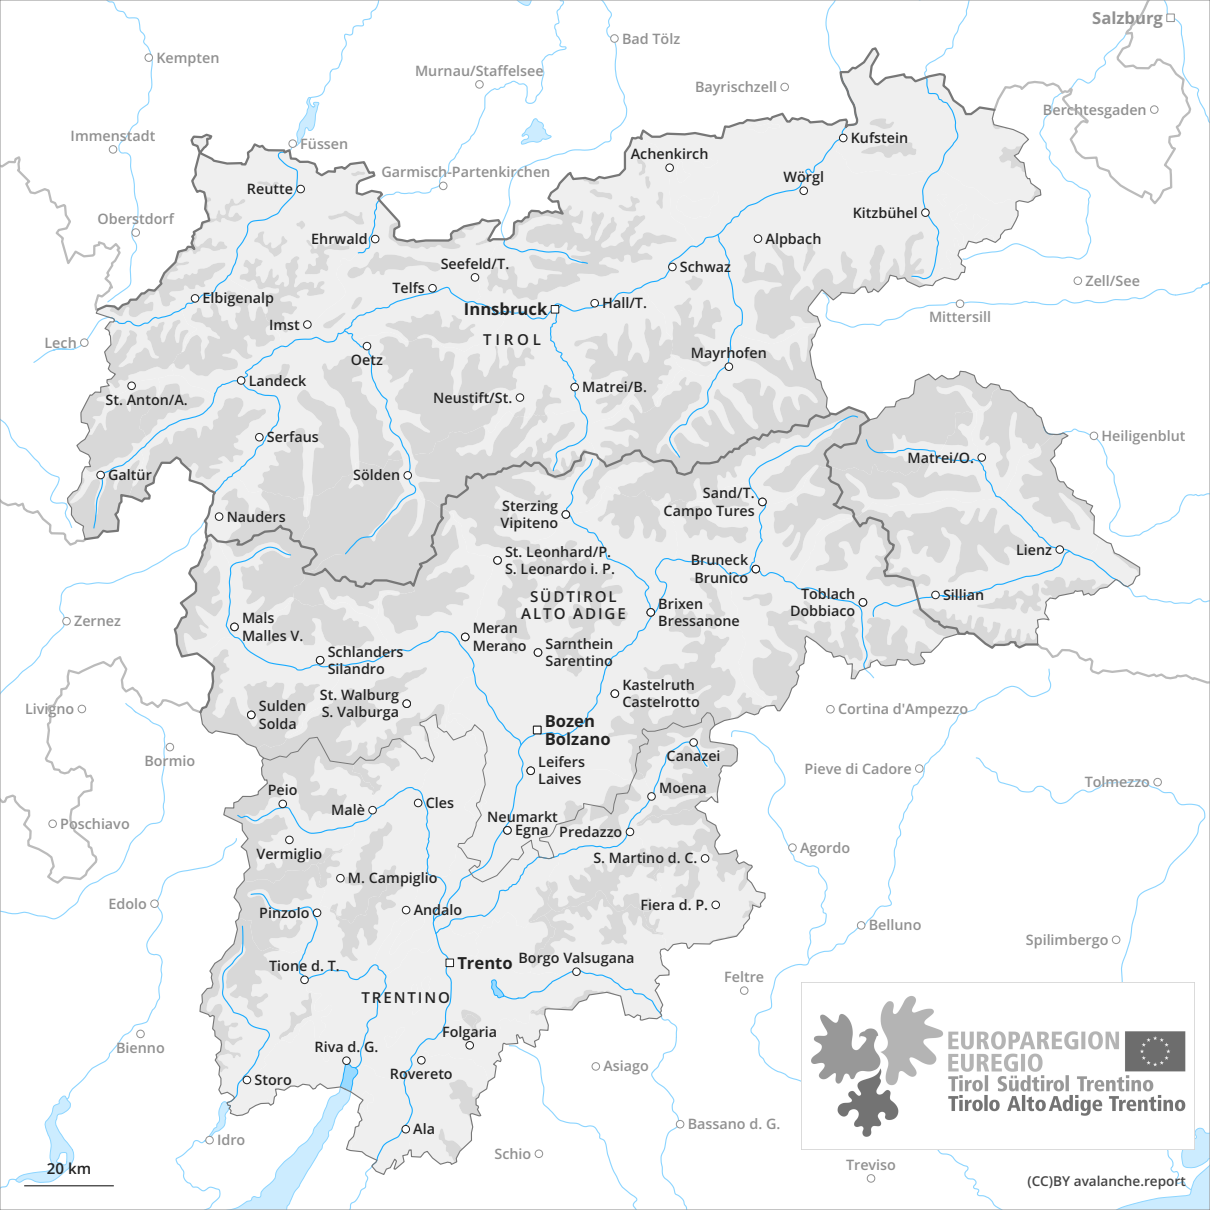 Salzburg
Bad Tölz
Kempten
Murnau/Staffelsee
Bayrischzell
Berchtesgaden
Immenstadt
Füssen
Kufstein
Achenkirch
Garmisch-Partenkirchen
Wörgl
Reutte
Oberstdorf
Kitzbühel
Ehrwald
Alpbach
Seefeld/T.
Schwaz
Zell/See
Telfs
Elbigenalp
Hall/T.
Innsbruck
Mittersill
Imst
TIROL
Lech
Oetz
Mayrhofen
Landeck
Matrei/B.
St. Anton/A.
Neustift/St.
Serfaus
Heiligenblut
Matrei/O.
Galtür
Sölden
Sand/T.
Campo Tures
Sterzing
Vipiteno
Nauders
St. Leonhard/P.
S. Leonardo i. P.
Lienz
Bruneck
Brunico
SÜDTIROL
ALTO ADIGE
Toblach
Dobbiaco
Sillian
Brixen
Bressanone
Zernez
Mals
Malles V.
Meran
Merano
Sarnthein
Sarentino
Schlanders
Silandro
Kastelruth
Castelrotto
St. Walburg
S. Valburga
Livigno
Sulden
Solda
Cortina d'Ampezzo
Bozen
Bolzano
Bormio
Canazei
Leifers
Laives
Pieve di Cadore
Tolmezzo
Peio
Moena
Malè
Cles
Neumarkt
Egna
Predazzo
Poschiavo
Vermiglio
Agordo
S. Martino d. C.
M. Campiglio
Edolo
Pinzolo
Andalo
Fiera d. P.
Belluno
Spilimbergo
Borgo Valsugana
Trento
Tione d. T.
Feltre
TRENTINO
Folgaria
Bienno
Riva d. G.
EUROPAREGION
EUREGIO
Tirol Südtirol Trentino
Tirolo Alto Adige Trentino
Asiago
Rovereto
Storo
Bassano d. G.
Ala
Idro
Schio
Treviso
20 km
(CC)BY avalanche.report